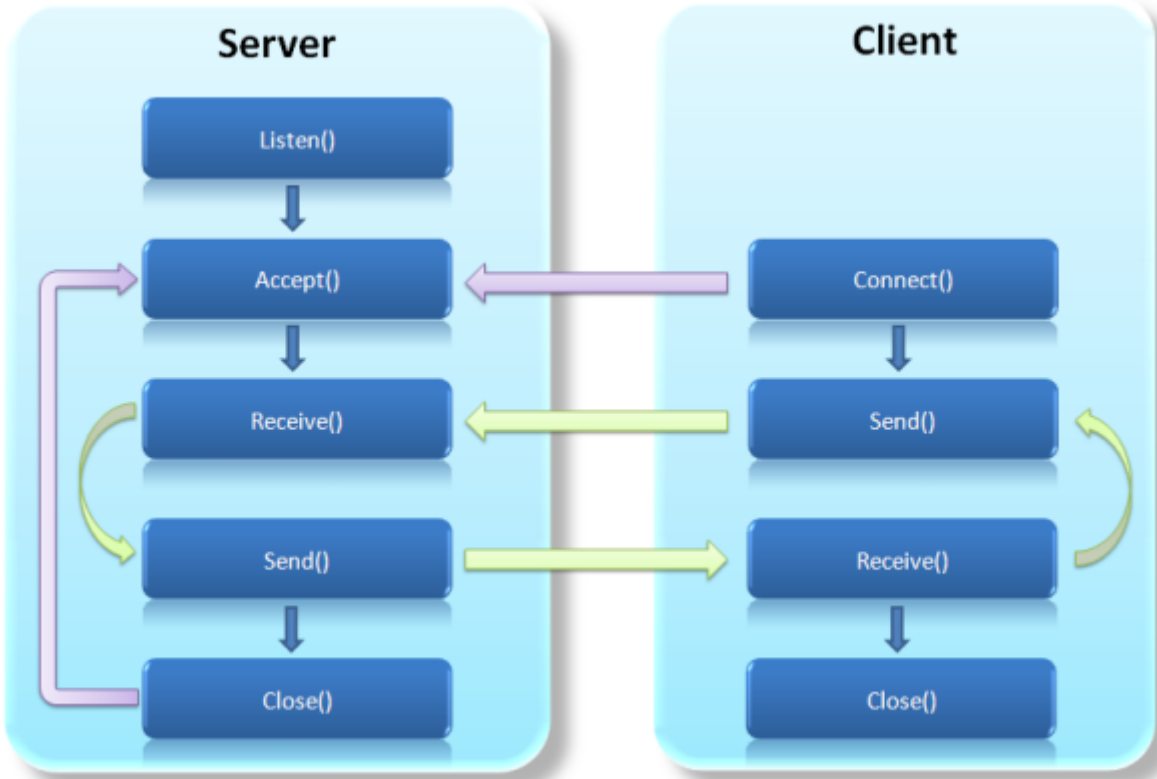 Server
Listen()
Accept()
Receive()
Send()
Close()
Client
Connect()
Send()
Receive()
Close()